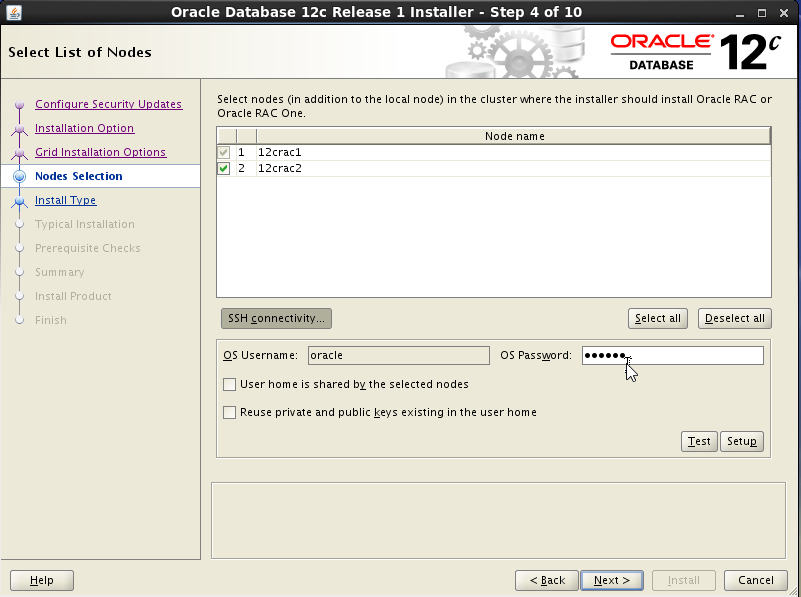 Oracle Database 12c Release 1 Installer - Step 4 of 10
Select List of Nodes
ORACLE
DATABASE
12c
Configure Security Updates
Installation Option
Grid Installation Options
Nodes Selection
Install Type
Typical Installation
Prerequisite Checks
Summary
Install Product
Finish
Select nodes (in addition to the local node) in the cluster where the installer should install Oracle RAC or
Oracle RAC One.
Node name
1 12crac1
2 12crac2
SSH connectivity...
Select all
Deselect all
OS Username: oracle OS Password: ••••••
User home is shared by the selected nodes
Reuse private and public keys existing in the user home
Test
Setup
Help
< Back
Next >
Install
Cancel